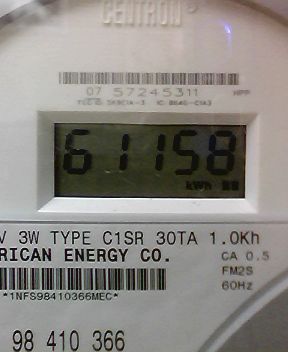 CENTRON®
07 57245311 HPP
61158
kWh
V 3W TYPE C1SR 30TA 1.0Kh
RICAN ENERGY CO. CA 0.5
FM2S
*1NFS98410366MEC* 60Hz
98 410 366